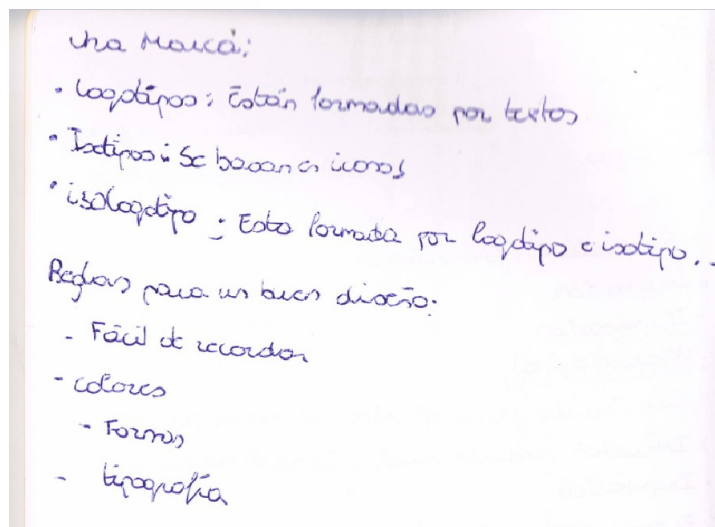 una Marca:
• Logotipos: Están formadas por textos
• Isotipos: Se basan en iconos
• isologotipo: Esta formada por logotipo e isotipo..
Reglas para un buen diseño:
- Fácil de recordar
- colores
- Formas
- tipografía